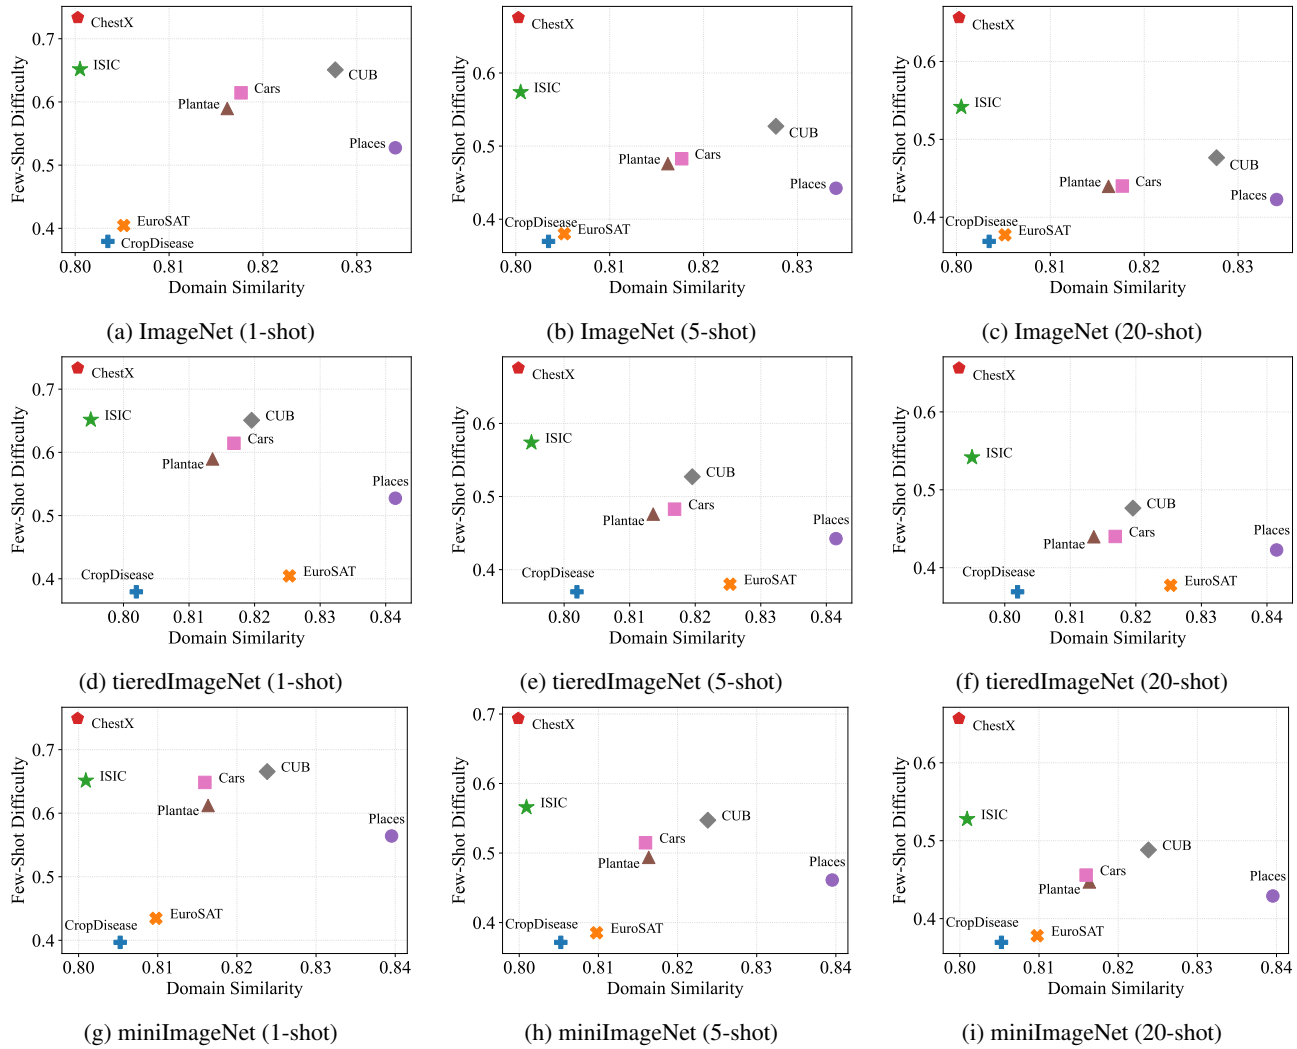 Few-Shot Difficulty
0.7
0.6
0.5
0.4
ChestX
ISIC
CUB
Cars
Plantae
Places
EuroSAT
CropDisease
0.80 0.81 0.82 0.83
Domain Similarity
(a) ImageNet (1-shot)
Few-Shot Difficulty
0.6
0.5
0.4
ChestX
ISIC
CUB
Cars
Plantae
Places
CropDisease
EuroSAT
0.80 0.81 0.82 0.83
Domain Similarity
(b) ImageNet (5-shot)
Few-Shot Difficulty
0.6
0.5
0.4
ChestX
ISIC
CUB
Plantae
Cars
Places
CropDisease
EuroSAT
0.80 0.81 0.82 0.83
Domain Similarity
(c) ImageNet (20-shot)
Few-Shot Difficulty
0.7
0.6
0.5
0.4
ChestX
ISIC
CUB
Cars
Plantae
Places
CropDisease
EuroSAT
0.80 0.81 0.82 0.83 0.84
Domain Similarity
(d) tieredImageNet (1-shot)
Few-Shot Difficulty
0.6
0.5
0.4
ChestX
ISIC
CUB
Cars
Plantae
Places
CropDisease
EuroSAT
0.80 0.81 0.82 0.83 0.84
Domain Similarity
(e) tieredImageNet (5-shot)
Few-Shot Difficulty
0.6
0.5
0.4
ChestX
ISIC
CUB
Cars
Plantae
Places
CropDisease
EuroSAT
0.80 0.81 0.82 0.83 0.84
Domain Similarity
(f) tieredImageNet (20-shot)
Few-Shot Difficulty
0.7
0.6
0.5
0.4
ChestX
ISIC
CUB
Cars
Plantae
Places
CropDisease
EuroSAT
0.80 0.81 0.82 0.83 0.84
Domain Similarity
(g) miniImageNet (1-shot)
Few-Shot Difficulty
0.7
0.6
0.5
0.4
ChestX
ISIC
CUB
Cars
Plantae
Places
CropDisease
EuroSAT
0.80 0.81 0.82 0.83 0.84
Domain Similarity
(h) miniImageNet (5-shot)
Few-Shot Difficulty
0.6
0.5
0.4
ChestX
ISIC
CUB
Cars
Plantae
Places
CropDisease
EuroSAT
0.80 0.81 0.82 0.83 0.84
Domain Similarity
(i) miniImageNet (20-shot)